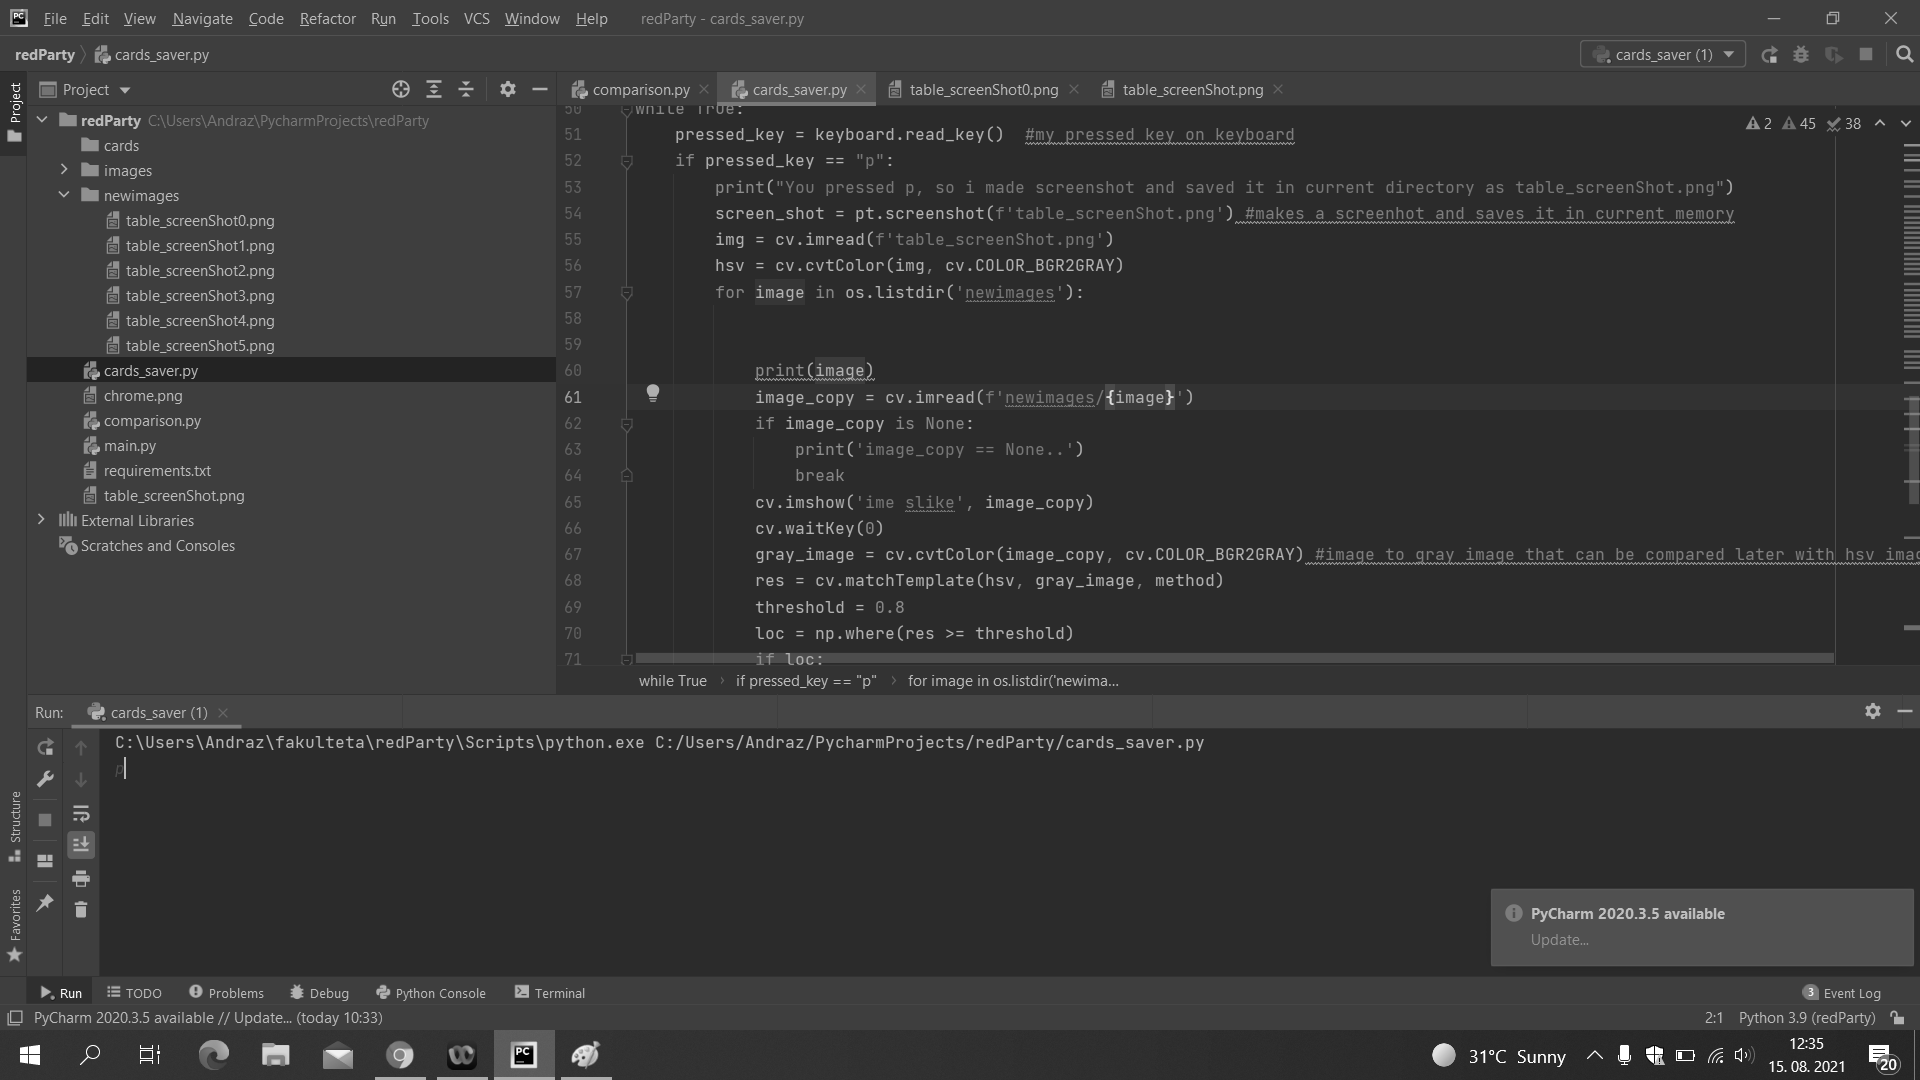 File Edit View Navigate Code Refactor Run Tools VCS Window Help redParty - cards_saver.py
redParty cards_saver.py cards_saver (1)
Project comparison.py cards_saver.py table_screenShot0.png table_screenShot.png
Project
redParty C:\Users\Andraz\PycharmProjects\redParty
cards
images
newimages
table_screenShot0.png
table_screenShot1.png
table_screenShot2.png
table_screenShot3.png
table_screenShot4.png
table_screenShot5.png
cards_saver.py
chrome.png
comparison.py
main.py
requirements.txt
table_screenShot.png
External Libraries
Scratches and Consoles
2 45 38
50 while True:
51 pressed_key = keyboard.read_key() #my pressed key on keyboard
52 if pressed_key == "p":
53 print("You pressed p, so i made screenshot and saved it in current directory as table_screenShot.png")
54 screen_shot = pt.screenshot(f'table_screenShot.png') #makes a screenhot and saves it in current memory
55 img = cv.imread(f'table_screenShot.png')
56 hsv = cv.cvtColor(img, cv.COLOR_BGR2GRAY)
57 for image in os.listdir('newimages'):
58
59
60 print(image)
61 image_copy = cv.imread(f'newimages/{image}')
62 if image_copy is None:
63 print('image_copy == None..')
64 break
65 cv.imshow('ime slike', image_copy)
66 cv.waitKey(0)
67 gray_image = cv.cvtColor(image_copy, cv.COLOR_BGR2GRAY) #image to gray image that can be compared later with hsv imag
68 res = cv.matchTemplate(hsv, gray_image, method)
69 threshold = 0.8
70 loc = np.where(res >= threshold)
71 if loc:
while True if pressed_key == "p" for image in os.listdir('newima...
Run: cards_saver (1)
C:\Users\Andraz\fakulteta\redParty\Scripts\python.exe C:/Users/Andraz/PycharmProjects/redParty/cards_saver.py
p
Structure
Favorites
PyCharm 2020.3.5 available
Update...
Run TODO Problems Debug Python Console Terminal 3 Event Log
PyCharm 2020.3.5 available // Update... (today 10:33) 2:1 Python 3.9 (redParty)
PC 31°C Sunny 12:35
15. 08. 2021 20